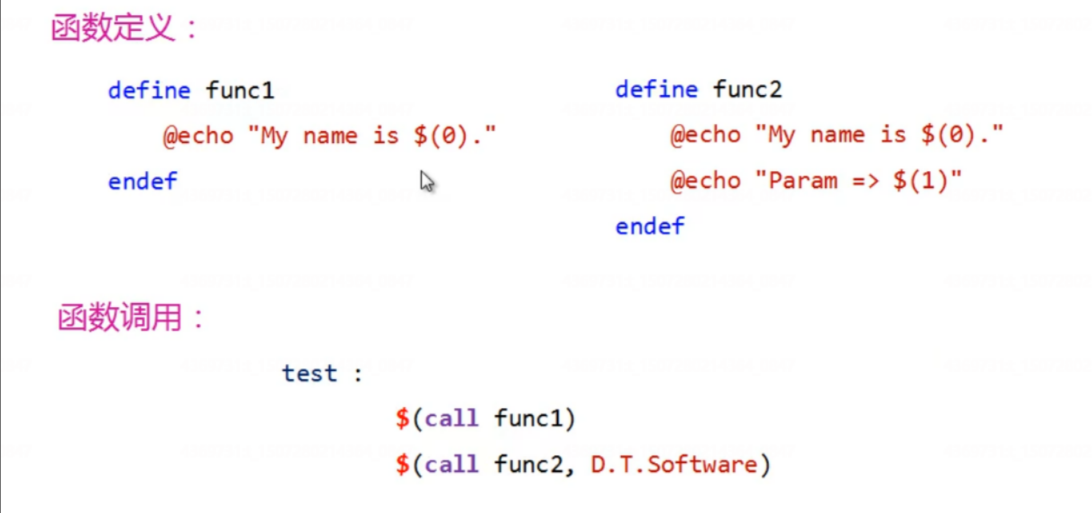 函数定义：
define func1
@echo "My name is $(0)."
endef
define func2
@echo "My name is $(0)."
@echo "Param => $(1)"
endef
函数调用：
test :
$(call func1)
$(call func2, D.T.Software)